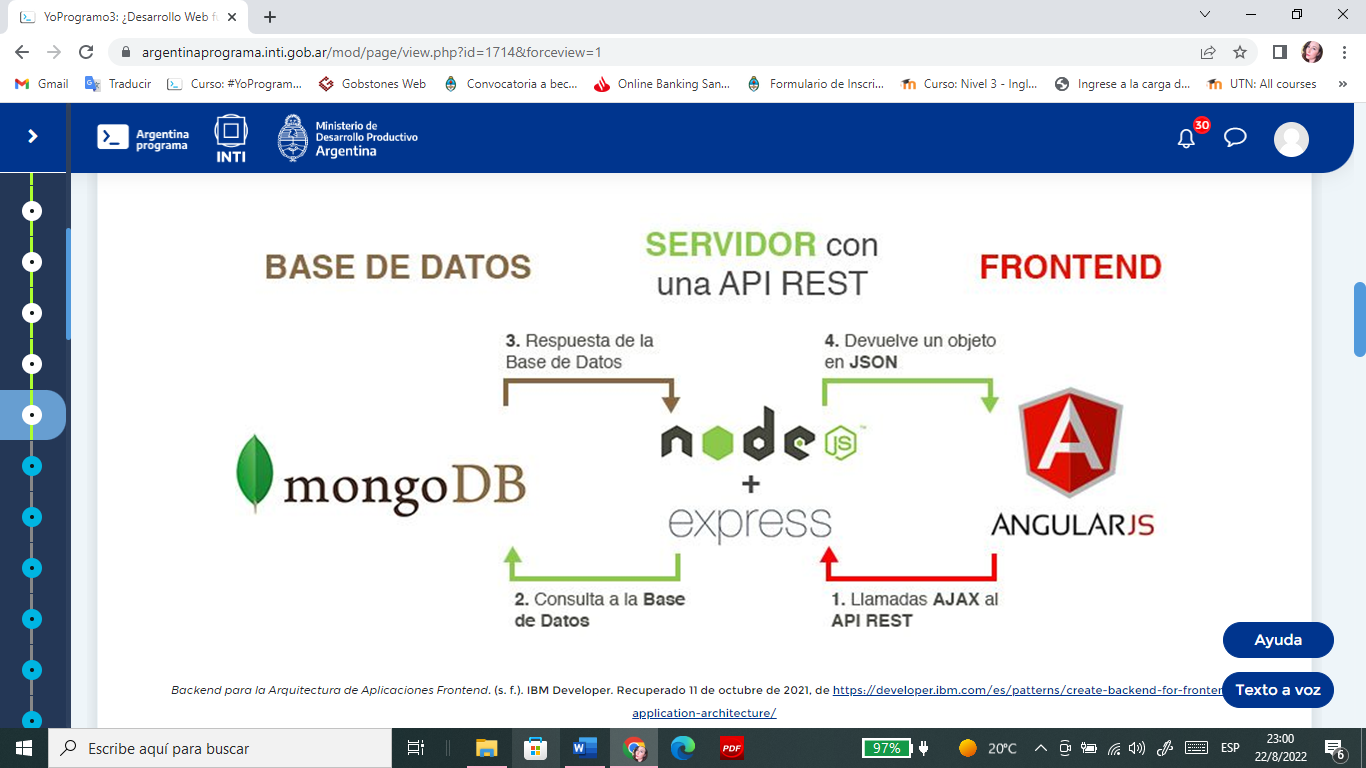 YoProgramo3: ¿Desarrollo Web f
argentinaprograma.inti.gob.ar/mod/page/view.php?id=1714&forceview=1
Gmail
Traducir
Curso: #YoProgram...
Gobstones Web
Convocatoria a bec...
Online Banking San...
Formulario de Inscri...
Curso: Nivel 3 - Ingl...
Ingrese a la carga d...
UTN: All courses
»
Argentina
programa
INTI
Ministerio de
Desarrollo Productivo
Argentina
30
BASE DE DATOS
SERVIDOR con
una API REST
FRONTEND
3. Respuesta de la
Base de Datos
4. Devuelve un objeto
en JSON
mongoDB
node JS ™
+
express
A
ANGULARJS
2. Consulta a la Base
de Datos
1. Llamadas AJAX al
API REST
Ayuda
Backend para la Arquitectura de Aplicaciones Frontend. (s. f.). IBM Developer. Recuperado 11 de octubre de 2021, de https://developer.ibm.com/es/patterns/create-backend-for-fronten
application-architecture/
Texto a voz
Escribe aquí para buscar
W
PDF
97%
20°C
ESP
23:00
22/8/2022
6